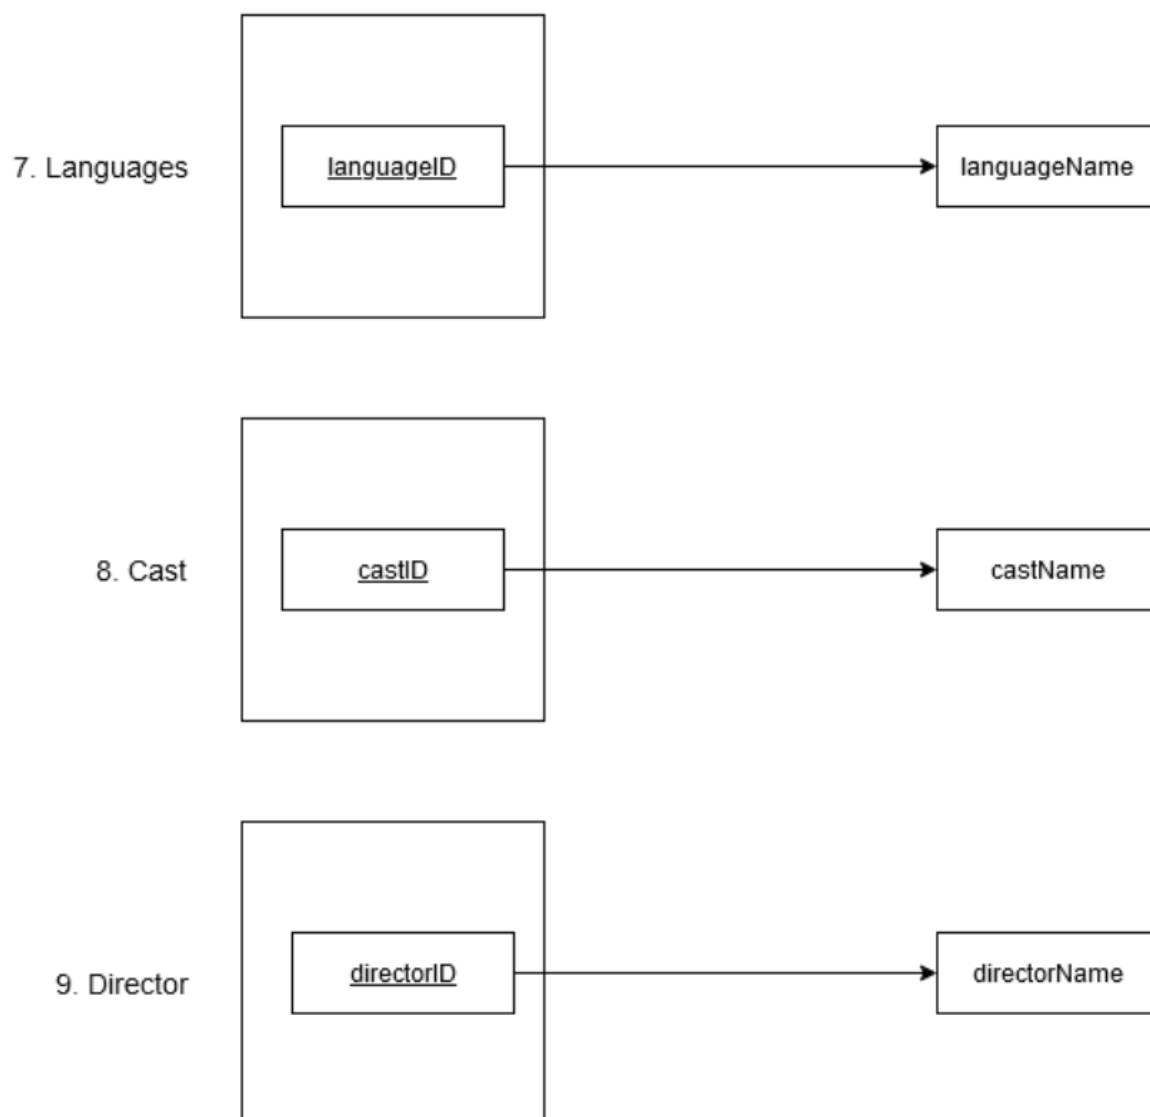 7. Languages
languageID
languageName
8. Cast
castID
castName
9. Director
directorID
directorName